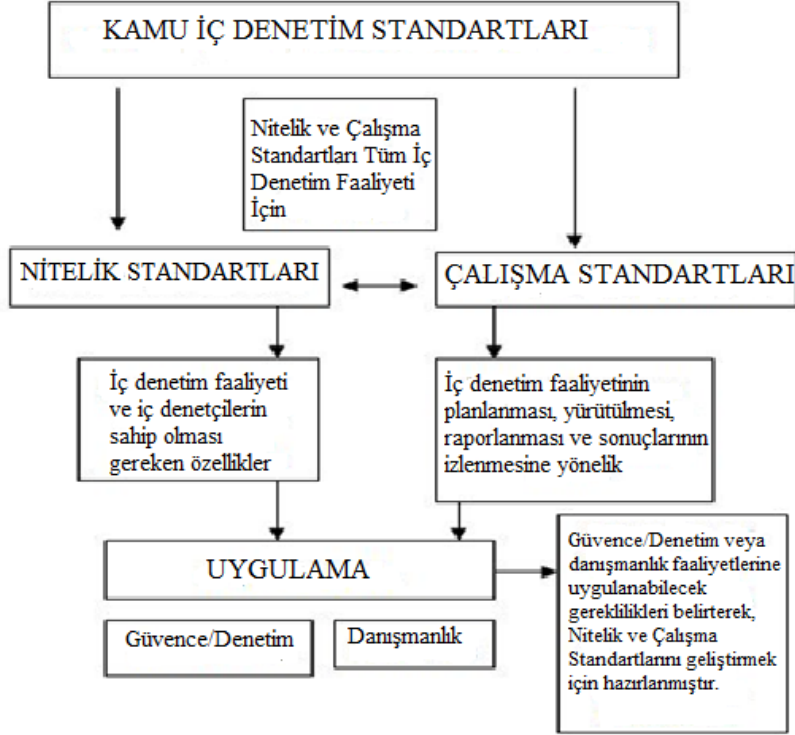 KAMU İÇ DENETİM STANDARTLARI
Nitelik ve Çalışma
Standartları Tüm İç
Denetim Faaliyeti
İçin
NİTELİK STANDARTLARI
ÇALIŞMA STANDARTLARI
İç denetim faaliyeti
ve iç denetçilerin
sahip olması
gereken özellikler
İç denetim faaliyetinin
planlanması, yürütülmesi,
raporlanması ve sonuçlarının
izlenmesine yönelik
UYGULAMA
Güvence/Denetim
Danışmanlık
Güvence/Denetim veya
danışmanlık faaliyetlerine
uygulanabilecek
gereklilikleri belirterek,
Nitelik ve Çalışma
Standartlarını geliştirmek
için hazırlanmıştır.